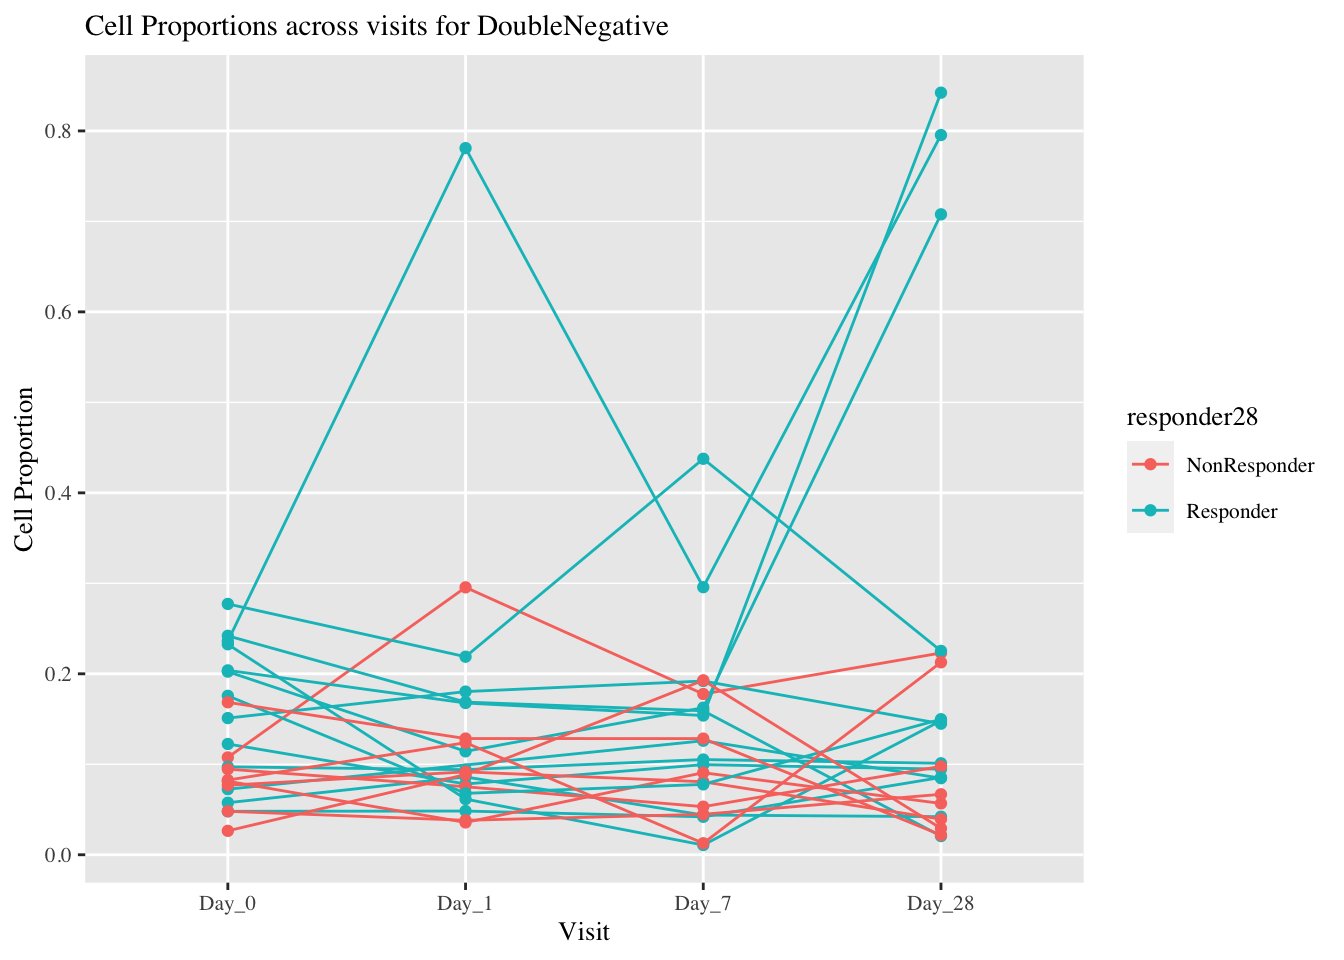 Cell Proportions across visits for DoubleNegative
0.8
0.6
0.4
0.2
0.0
Cell Proportion
Day_0
Day_1
Day_7
Day_28
Visit
responder28
NonResponder
Responder